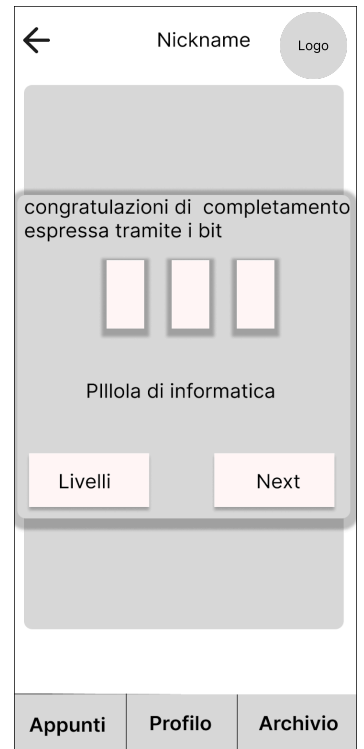 Nickname
Logo
congratulazioni di completamento
espressa tramite i bit
PIllola di informatica
Livelli
Next
Appunti
Profilo
Archivio